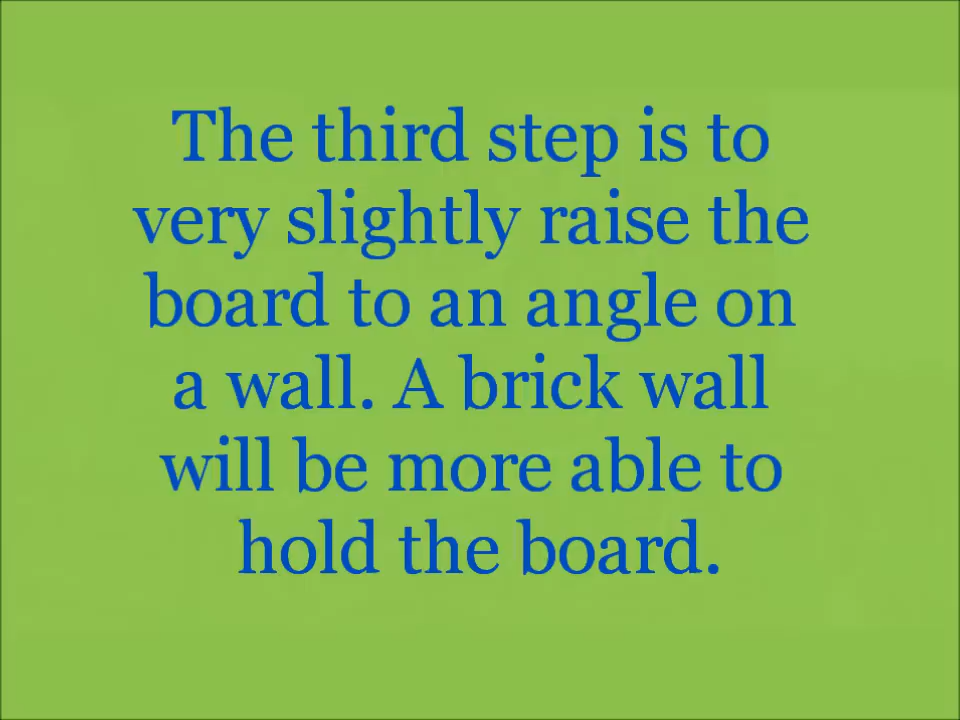 The third step is to
very slightly raise the
board to an angle on
a wall. A brick wall
will be more able to
hold the board.